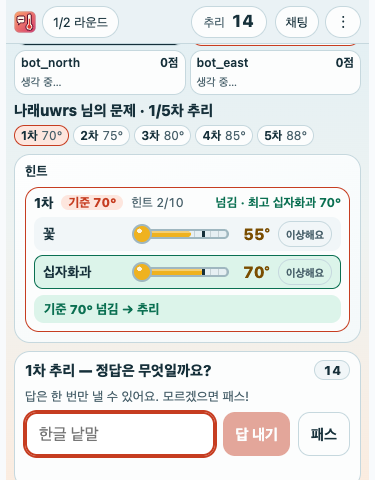 1/2 라운드
추리 14
채팅
bot_north 0점
생각 중…
bot_east 0점
생각 중…
나래uwrs 님의 문제 · 1/5차 추리
1차 70° 2차 75° 3차 80° 4차 85° 5차 88°
힌트
1차 기준 70° 힌트 2/10 넘김 · 최고 십자화과 70°
꽃 55° 이상해요
십자화과 70° 이상해요
기준 70° 넘김 → 추리
1차 추리 — 정답은 무엇일까요? 14
답은 한 번만 낼 수 있어요. 모르겠으면 패스!
한글 낱말 답 내기 패스